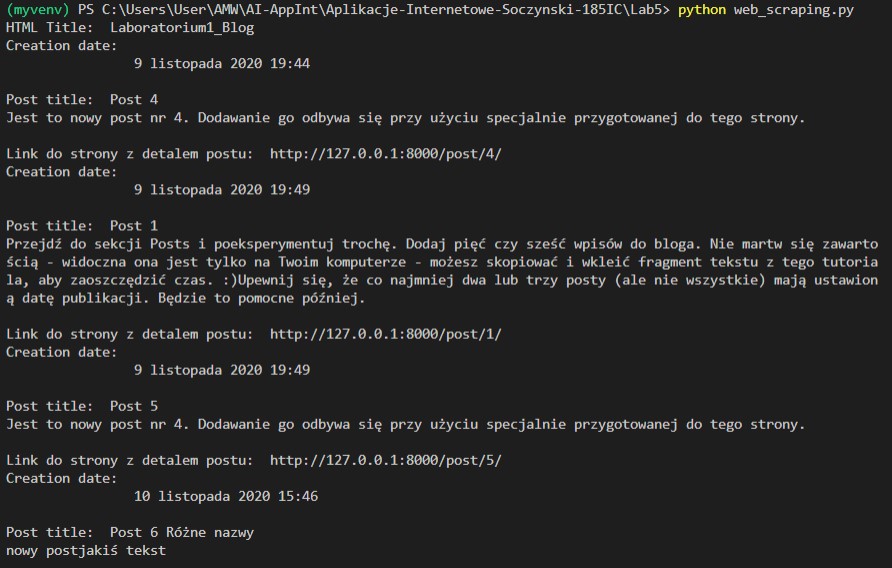 (myvenv) PS C:\Users\User\AMW\AI-AppInt\Aplikacje-Internetowe-Soczynski-185IC\Lab5> python web_scraping.py
HTML Title:  Laboratorium1_Blog
Creation date:
9 listopada 2020 19:44
Post title:  Post 4
Jest to nowy post nr 4. Dodawanie go odbywa się przy użyciu specjalnie przygotowanej do tego strony.
Link do strony z detalem postu:  http://127.0.0.1:8000/post/4/
Creation date:
9 listopada 2020 19:49
Post title:  Post 1
Przejdź do sekcji Posts i poeksperymentuj trochę. Dodaj pięć czy sześć wpisów do bloga. Nie martw się zawarto
ścią - widoczna ona jest tylko na Twoim komputerze - możesz skopiować i wkleić fragment tekstu z tego tutoria
la, aby zaoszczędzić czas. :)Upewnij się, że co najmniej dwa lub trzy posty (ale nie wszystkie) mają ustawion
ą datę publikacji. Będzie to pomocne później.
Link do strony z detalem postu:  http://127.0.0.1:8000/post/1/
Creation date:
9 listopada 2020 19:49
Post title:  Post 5
Jest to nowy post nr 4. Dodawanie go odbywa się przy użyciu specjalnie przygotowanej do tego strony.
Link do strony z detalem postu:  http://127.0.0.1:8000/post/5/
Creation date:
10 listopada 2020 15:46
Post title:  Post 6 Różne nazwy
nowy postjakiś tekst